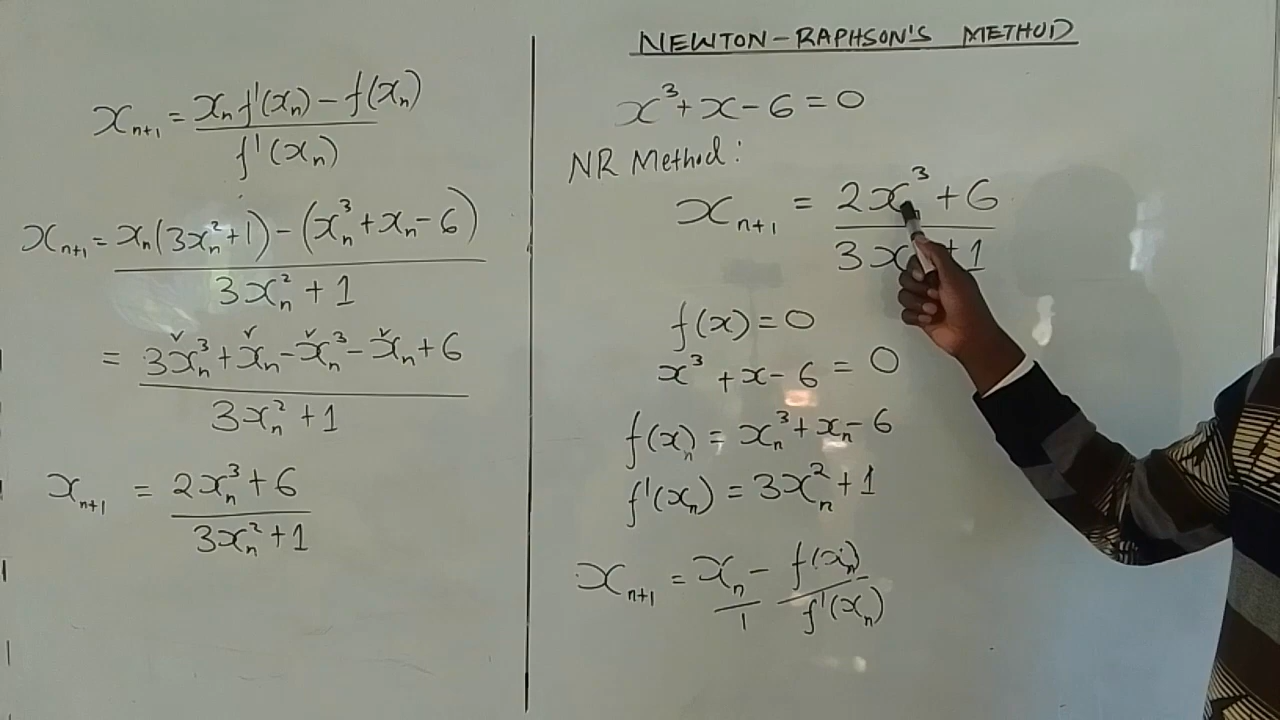 NEWTON-RAPHSON'S METHOD
x³+x-6=0
NR Method:
xₙ₊₁ = (2xₙ³+6)/(3x +1)
f(x)=0
x³+x-6=0
f(xₙ)=xₙ³+xₙ-6
f'(xₙ)=3xₙ²+1
xₙ₊₁ = xₙ/1 - f(xₙ)/f'(xₙ)
xₙ₊₁ = (xₙf'(xₙ)-f(xₙ))/f'(xₙ)
xₙ₊₁ = (xₙ(3xₙ²+1)-(xₙ³+xₙ-6))/(3xₙ²+1)
= (3xₙ³+xₙ-xₙ³-xₙ+6)/(3xₙ²+1)
xₙ₊₁ = (2xₙ³+6)/(3xₙ²+1)